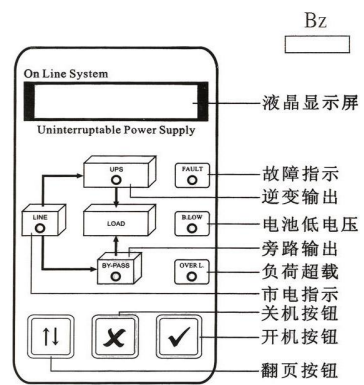 Bz
On Line System
液晶显示屏
Uninterruptable Power Supply
UPS
FAULT
故障指示
逆变输出
LINE
LOAD
B.LOW
电池低电压
旁路输出
BY-PASS
OVER L.
负荷超载
市电指示
关机按钮
开机按钮
翻页按钮